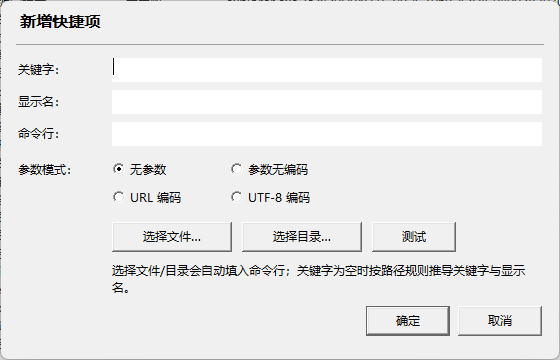 新增快捷项
关键字：
显示名：
命令行：
参数模式： 无参数 参数无编码
URL 编码 UTF-8 编码
选择文件... 选择目录... 测试
选择文件/目录会自动填入命令行；关键字为空时按路径规则推导关键字与显示
名。
确定 取消